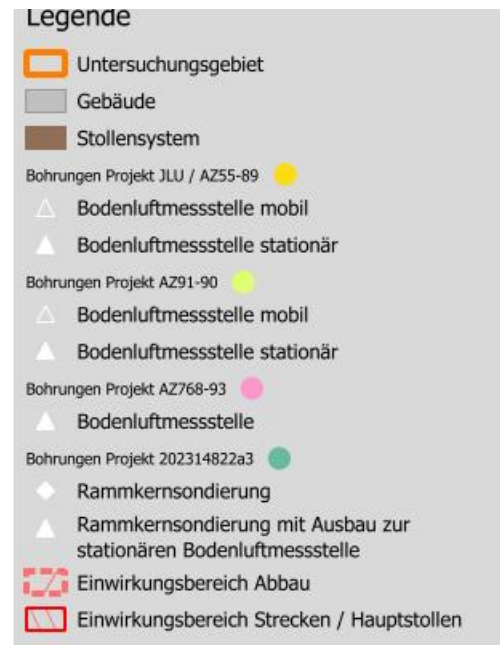 Legende
Untersuchungsgebiet
Gebäude
Stollensystem
Bohrungen Projekt JLU / AZ55-89
Bodenluftmessstelle mobil
Bodenluftmessstelle stationär
Bohrungen Projekt AZ91-90
Bodenluftmessstelle mobil
Bodenluftmessstelle stationär
Bohrungen Projekt AZ768-93
Bodenluftmessstelle
Bohrungen Projekt 202314822a3
Rammkernsondierung
Rammkernsondierung mit Ausbau zur
stationären Bodenluftmessstelle
Einwirkungsbereich Abbau
Einwirkungsbereich Strecken / Hauptstollen